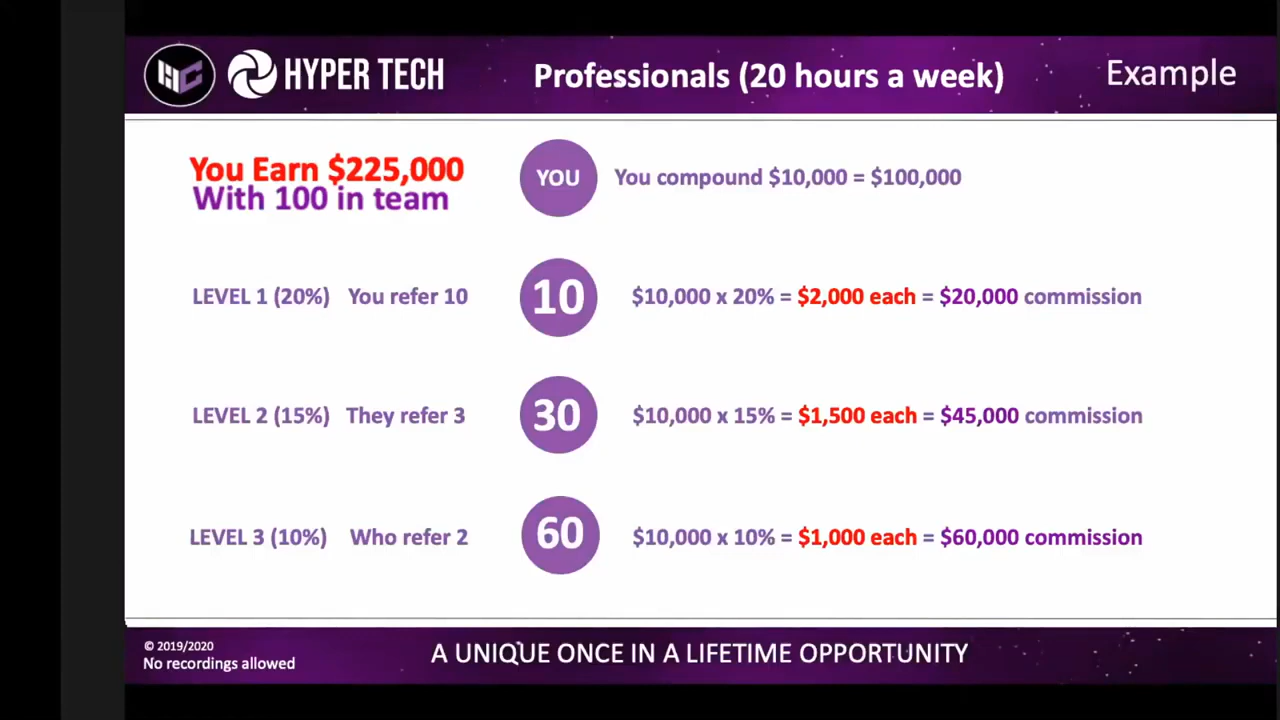 HC HYPER TECH Professionals (20 hours a week) Example
You Earn $225,000
With 100 in team
YOU You compound $10,000 = $100,000
LEVEL 1 (20%) You refer 10 10 $10,000 x 20% = $2,000 each = $20,000 commission
LEVEL 2 (15%) They refer 3 30 $10,000 x 15% = $1,500 each = $45,000 commission
LEVEL 3 (10%) Who refer 2 60 $10,000 x 10% = $1,000 each = $60,000 commission
© 2019/2020
No recordings allowed
A UNIQUE ONCE IN A LIFETIME OPPORTUNITY